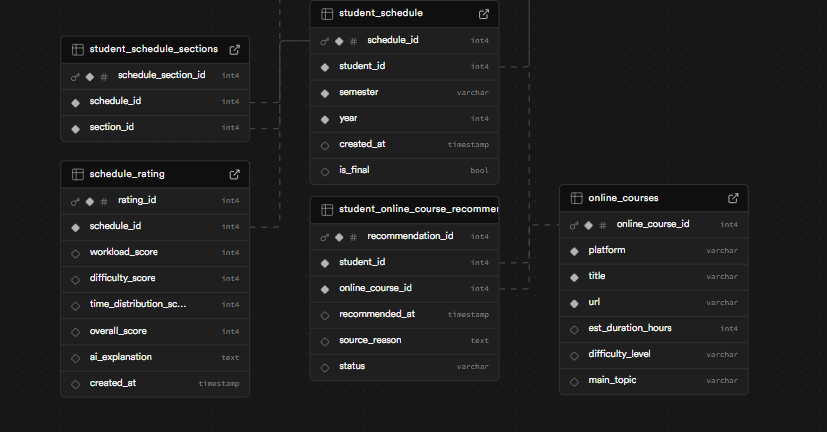 student_schedule
schedule_id int4
student_id int4
semester varchar
year int4
created_at timestamp
is_final bool
student_schedule_sections
schedule_section_id int4
schedule_id int4
section_id int4
schedule_rating
rating_id int4
schedule_id int4
workload_score int4
difficulty_score int4
time_distribution_sc... int4
overall_score int4
ai_explanation text
created_at timestamp
student_online_course_recommer
recommendation_id int4
student_id int4
online_course_id int4
recommended_at timestamp
source_reason text
status varchar
online_courses
online_course_id int4
platform varchar
title varchar
url varchar
est_duration_hours int4
difficulty_level varchar
main_topic varchar